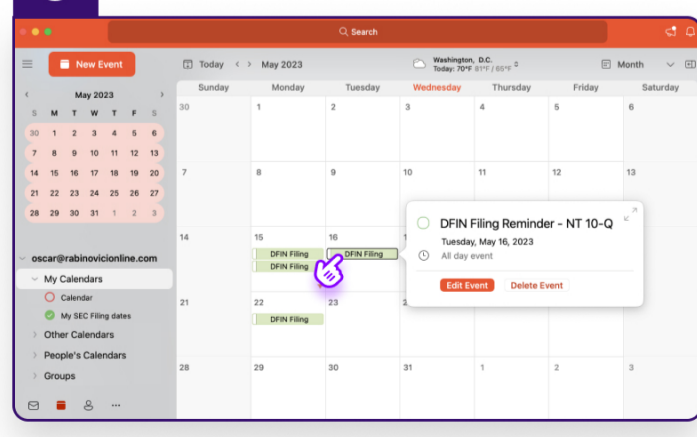 Search
New Event
Today < > May 2023
Washington, D.C.
Today: 70°F 81°F / 65°F
Month
< May 2023 >
S M T W T F S
30 1 2 3 4 5 6
7 8 9 10 11 12 13
14 15 16 17 18 19 20
21 22 23 24 25 26 27
28 29 30 31 1 2 3
oscar@rabinovicionline.com
My Calendars
Calendar
My SEC Filing dates
Other Calendars
People's Calendars
Groups
Sunday Monday Tuesday Wednesday Thursday Friday Saturday
30 1 2 3 4 5 6
7 8 9 10 11 12 13
14 15 16
DFIN Filing DFIN Filing
DFIN Filing
21 22 23
DFIN Filing
28 29 30 31 1 2 3
DFIN Filing Reminder - NT 10-Q
Tuesday, May 16, 2023
All day event
Edit Event Delete Event